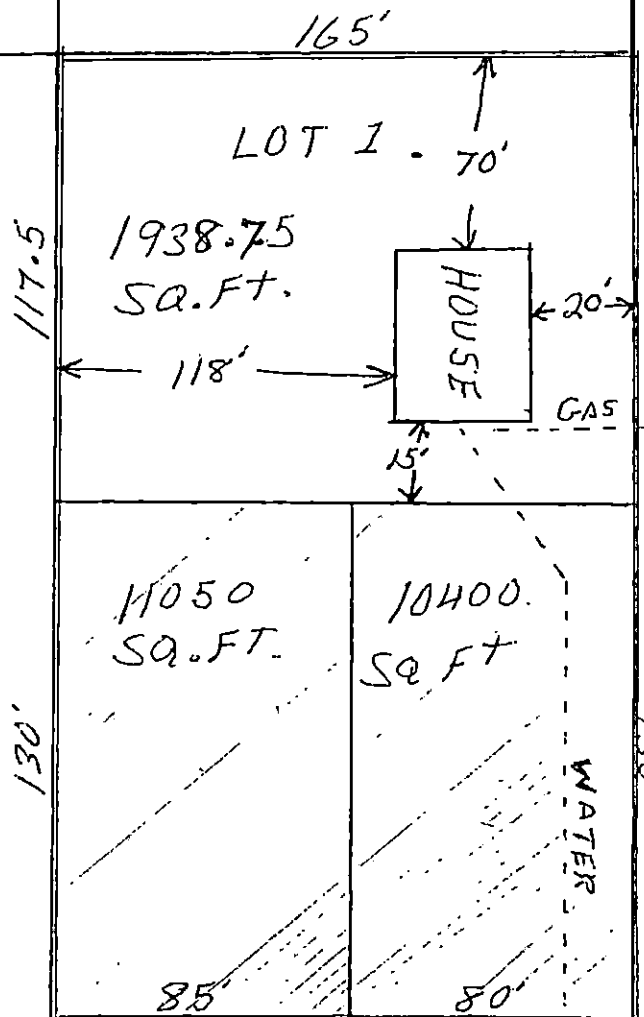 165'
LOT 1.
70'
117.5
1938.75
SQ.FT.
HOUSE
20'
118'
GAS
15'
11050
SQ.FT.
10400.
SQ FT
130'
WATER
85'
80'